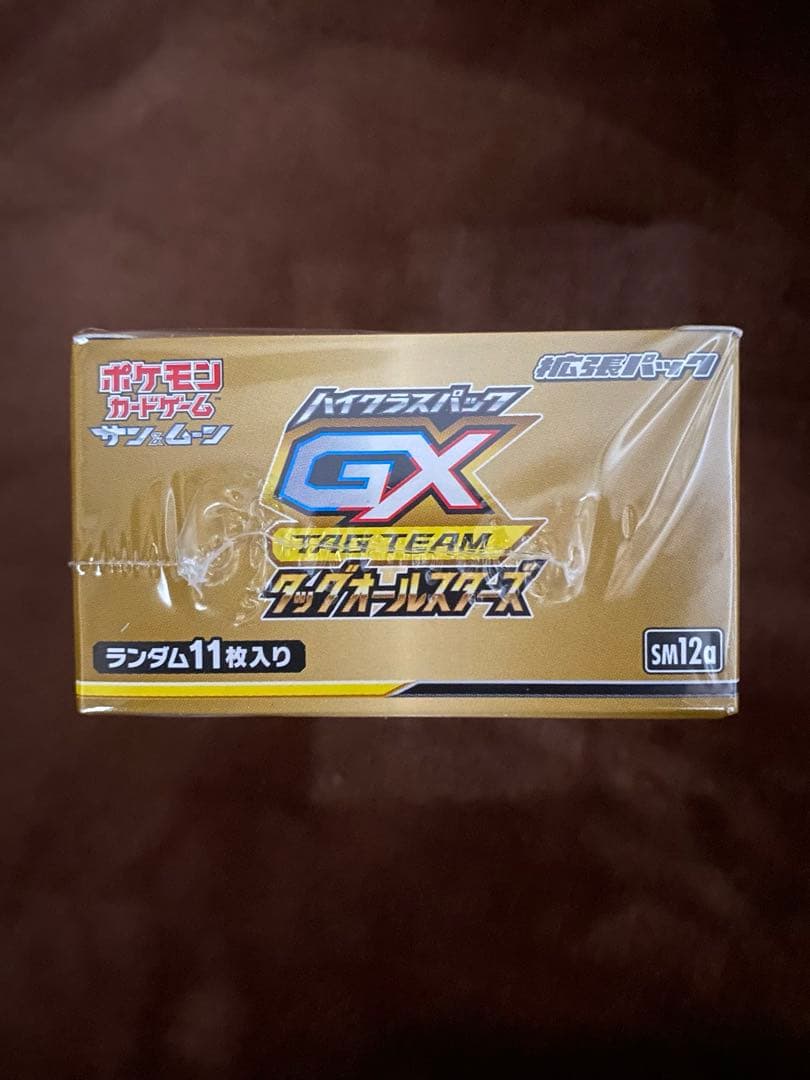 ポケモン
カードゲーム™
サン&ムーン
拡張パック
ハイクラスパック
GX
TAG TEAM
タッグオールスターズ
ランダム11枚入り
SM12a